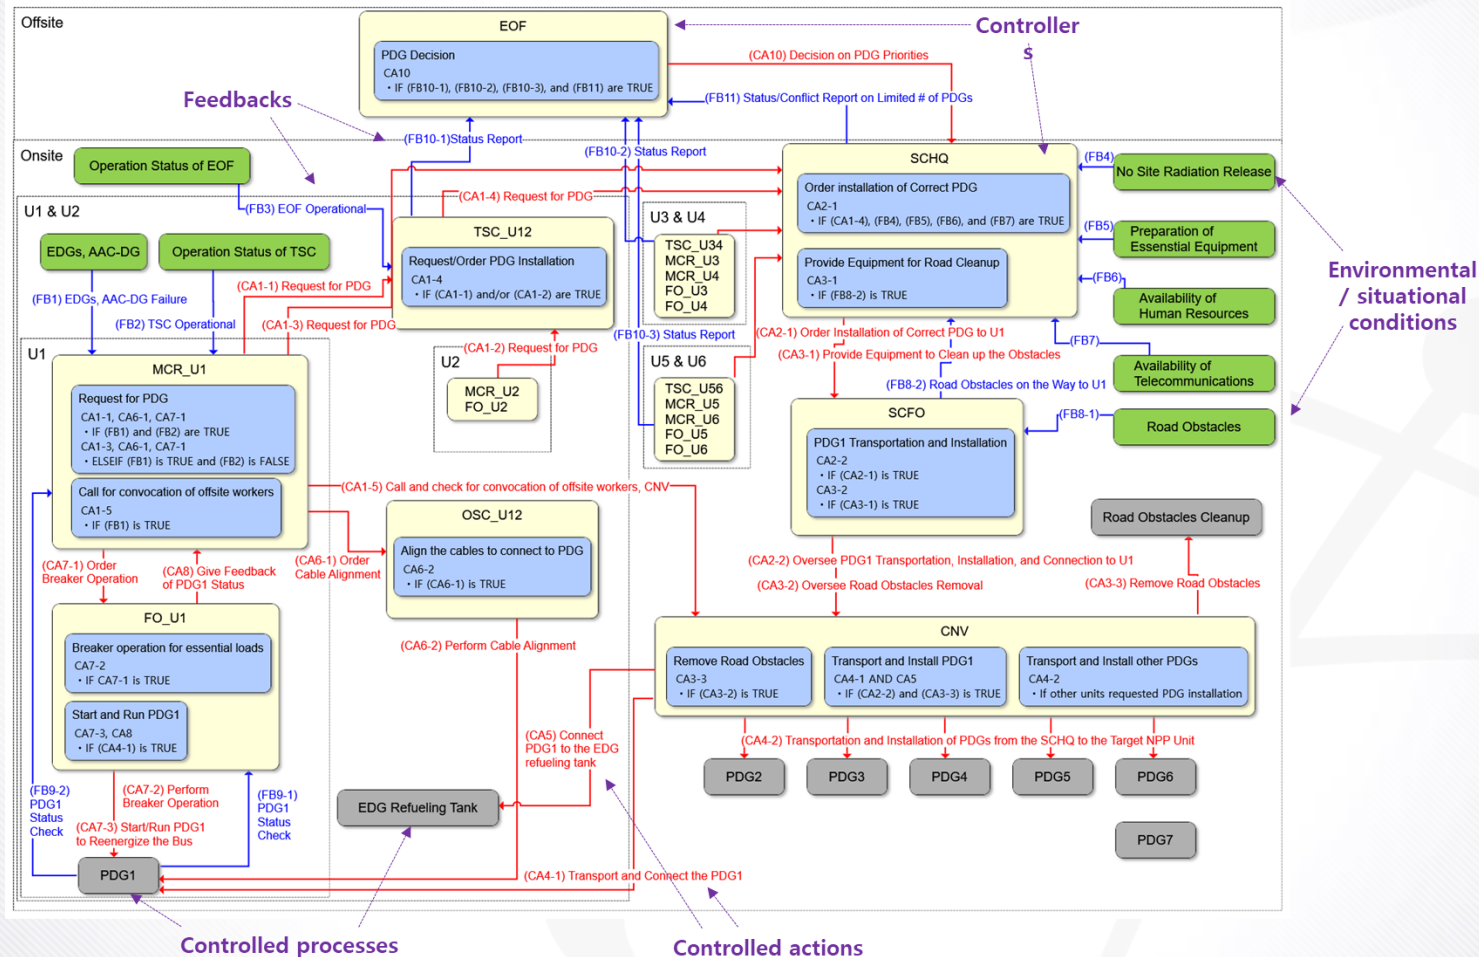 Offsite
EOF
PDG Decision
CA10
• IF (FB10-1), (FB10-2), (FB10-3), and (FB11) are TRUE
Controller
s
(CA10) Decision on PDG Priorities
(FB11) Status/Conflict Report on Limited # of PDGs
Feedbacks
(FB10-1)Status Report
(FB10-2) Status Report
Onsite
Operation Status of EOF
(FB3) EOF Operational
(CA1-4) Request for PDG
SCHQ
Order installation of Correct PDG
CA2-1
• IF (CA1-4), (FB4), (FB5), (FB6), and (FB7) are TRUE
Provide Equipment for Road Cleanup
CA3-1
• IF (FB8-2) is TRUE
(FB4)
No Site Radiation Release
(FB5)
Preparation of
Essenstial Equipment
(FB6)
Availability of
Human Resources
(FB7)
Availability of
Telecommunications
(FB8-1)
Road Obstacles
Environmental
/ situational
conditions
U1 & U2
EDGs, AAC-DG
Operation Status of TSC
(FB1) EDGs, AAC-DG Failure
(FB2) TSC Operational
(CA1-1) Request for PDG
(CA1-3) Request for PDG
TSC_U12
Request/Order PDG Installation
CA1-4
• IF (CA1-1) and/or (CA1-2) are TRUE
U3 & U4
TSC_U34
MCR_U3
MCR_U4
FO_U3
FO_U4
(FB10-3) Status Report
(CA1-2) Request for PDG
U2
MCR_U2
FO_U2
U5 & U6
TSC_U56
MCR_U5
MCR_U6
FO_U5
FO_U6
(CA2-1) Order Installation of Correct PDG to U1
(CA3-1) Provide Equipment to Clean up the Obstacles
(FB8-2) Road Obstacles on the Way to U1
SCFO
PDG1 Transportation and Installation
CA2-2
• IF (CA2-1) is TRUE
CA3-2
• IF (CA3-1) is TRUE
U1
MCR_U1
Request for PDG
CA1-1, CA6-1, CA7-1
• IF (FB1) and (FB2) are TRUE
CA1-3, CA6-1, CA7-1
• ELSEIF (FB1) is TRUE and (FB2) is FALSE
Call for convocation of offsite workers
CA1-5
• IF (FB1) is TRUE
(CA1-5) Call and check for convocation of offsite workers, CNV
OSC_U12
Align the cables to connect to PDG
CA6-2
• IF (CA6-1) is TRUE
(CA6-1) Order
Cable Alignment
(CA7-1) Order
Breaker Operation
(CA8) Give Feedback
of PDG1 Status
Road Obstacles Cleanup
(CA2-2) Oversee PDG1 Transportation, Installation, and Connection to U1
(CA3-2) Oversee Road Obstacles Removal
(CA3-3) Remove Road Obstacles
FO_U1
Breaker operation for essential loads
CA7-2
• IF CA7-1 is TRUE
Start and Run PDG1
CA7-3, CA8
• IF (CA4-1) is TRUE
(CA6-2) Perform Cable Alignment
CNV
Remove Road Obstacles
CA3-3
• IF (CA3-2) is TRUE
Transport and Install PDG1
CA4-1 AND CA5
• IF (CA2-2) and (CA3-3) is TRUE
Transport and Install other PDGs
CA4-2
• If other units requested PDG installation
(CA5) Connect
PDG1 to the EDG
refueling tank
(CA4-2) Transportation and Installation of PDGs from the SCHQ to the Target NPP Unit
PDG2
PDG3
PDG4
PDG5
PDG6
PDG7
(FB9-2)
PDG1
Status
Check
(CA7-2) Perform
Breaker Operation
(FB9-1)
PDG1
Status
Check
(CA7-3) Start/Run PDG1
to Reenergize the Bus
EDG Refueling Tank
PDG1
(CA4-1) Transport and Connect the PDG1
Controlled processes
Controlled actions